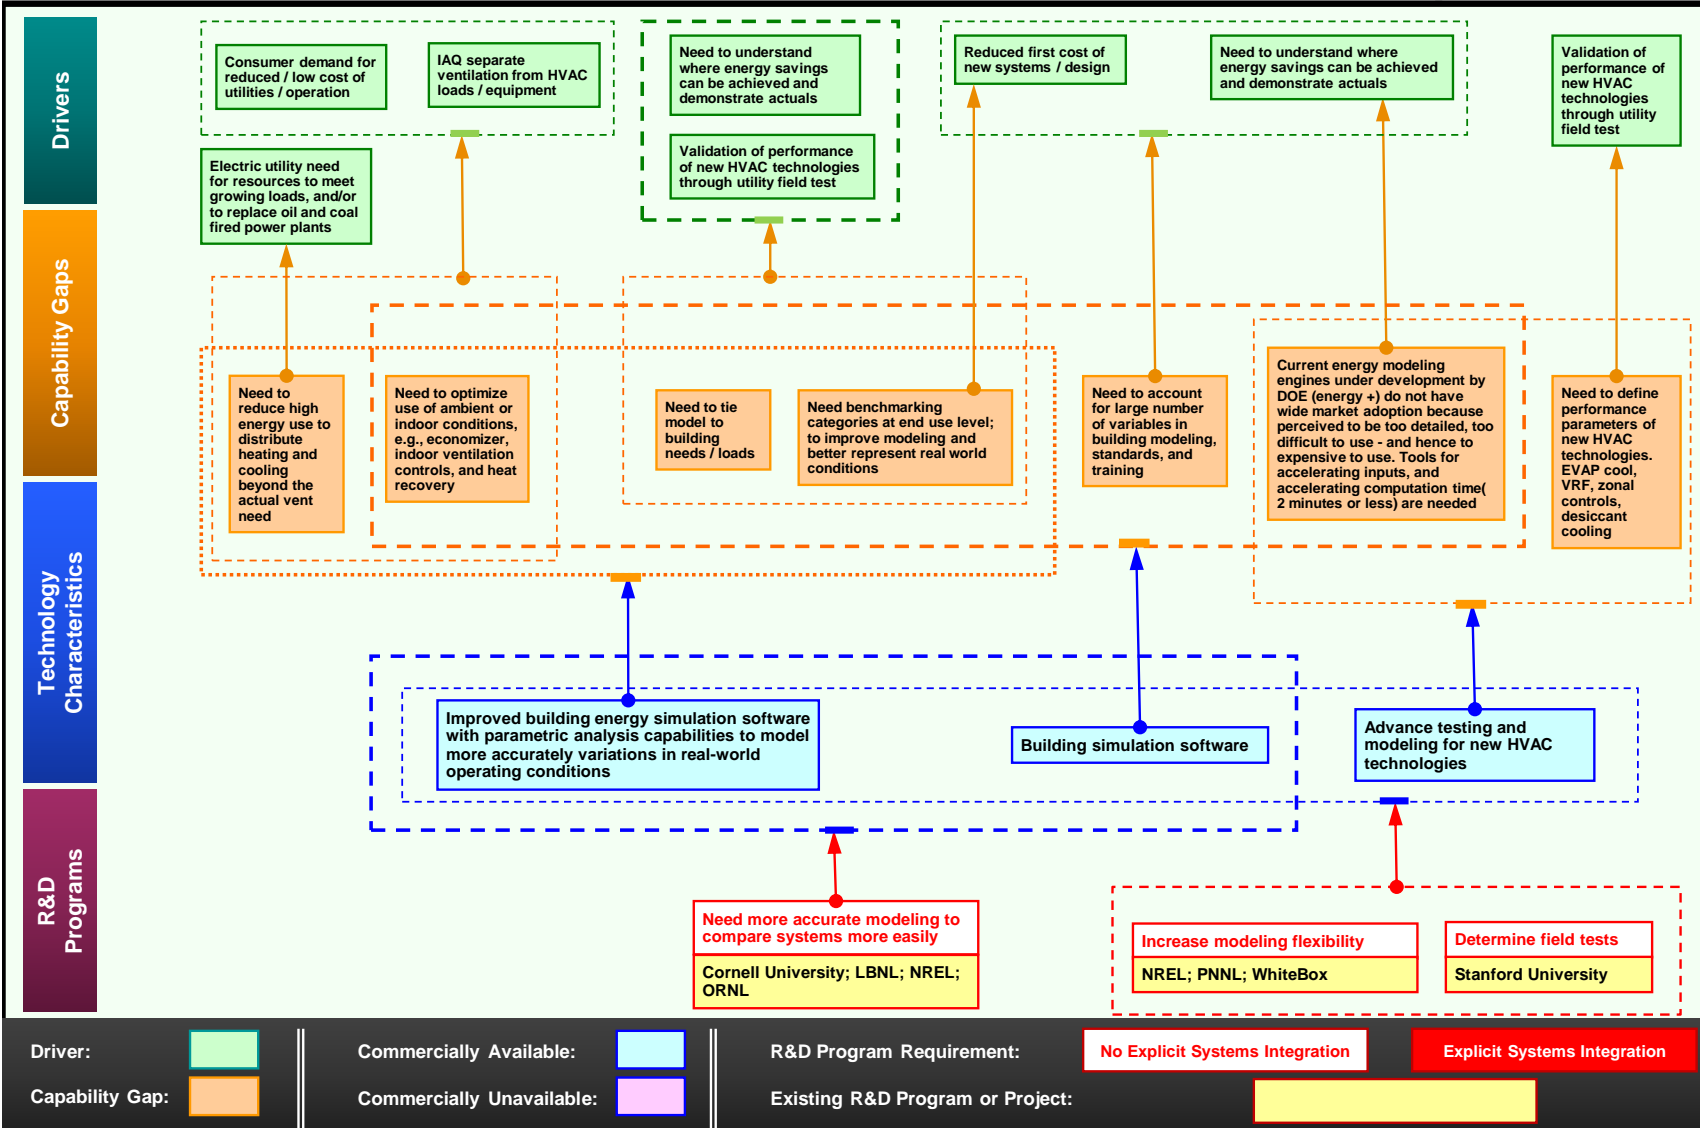 Drivers
Consumer demand for
reduced / low cost of
utilities / operation
IAQ separate
ventilation from HVAC
loads / equipment
Need to understand
where energy savings
can be achieved and
demonstrate actuals
Reduced first cost of
new systems / design
Need to understand where
energy savings can be achieved
and demonstrate actuals
Validation of
performance of
new HVAC
technologies
through utility
field test
Electric utility need
for resources to meet
growing loads, and/or
to replace oil and coal
fired power plants
Validation of performance
of new HVAC technologies
through utility field test
Capability Gaps
Need to
reduce high
energy use to
distribute
heating and
cooling
beyond the
actual vent
need
Need to optimize
use of ambient or
indoor conditions,
e.g., economizer,
indoor ventilation
controls, and heat
recovery
Need to tie
model to
building
needs / loads
Need benchmarking
categories at end use level;
to improve modeling and
better represent real world
conditions
Need to account
for large number
of variables in
building modeling,
standards, and
training
Current energy modeling
engines under development by
DOE (energy +) do not have
wide market adoption because
perceived to be too detailed, too
difficult to use - and hence to
expensive to use. Tools for
accelerating inputs, and
accelerating computation time(
2 minutes or less) are needed
Need to define
performance
parameters of
new HVAC
technologies.
EVAP cool,
VRF, zonal
controls,
desiccant
cooling
Technology
Characteristics
Improved building energy simulation software
with parametric analysis capabilities to model
more accurately variations in real-world
operating conditions
Building simulation software
Advance testing and
modeling for new HVAC
technologies
R&D
Programs
Need more accurate modeling to
compare systems more easily
Cornell University; LBNL; NREL;
ORNL
Increase modeling flexibility
NREL; PNNL; WhiteBox
Determine field tests
Stanford University
Driver:
Capability Gap:
Commercially Available:
Commercially Unavailable:
R&D Program Requirement:
No Explicit Systems Integration
Explicit Systems Integration
Existing R&D Program or Project: